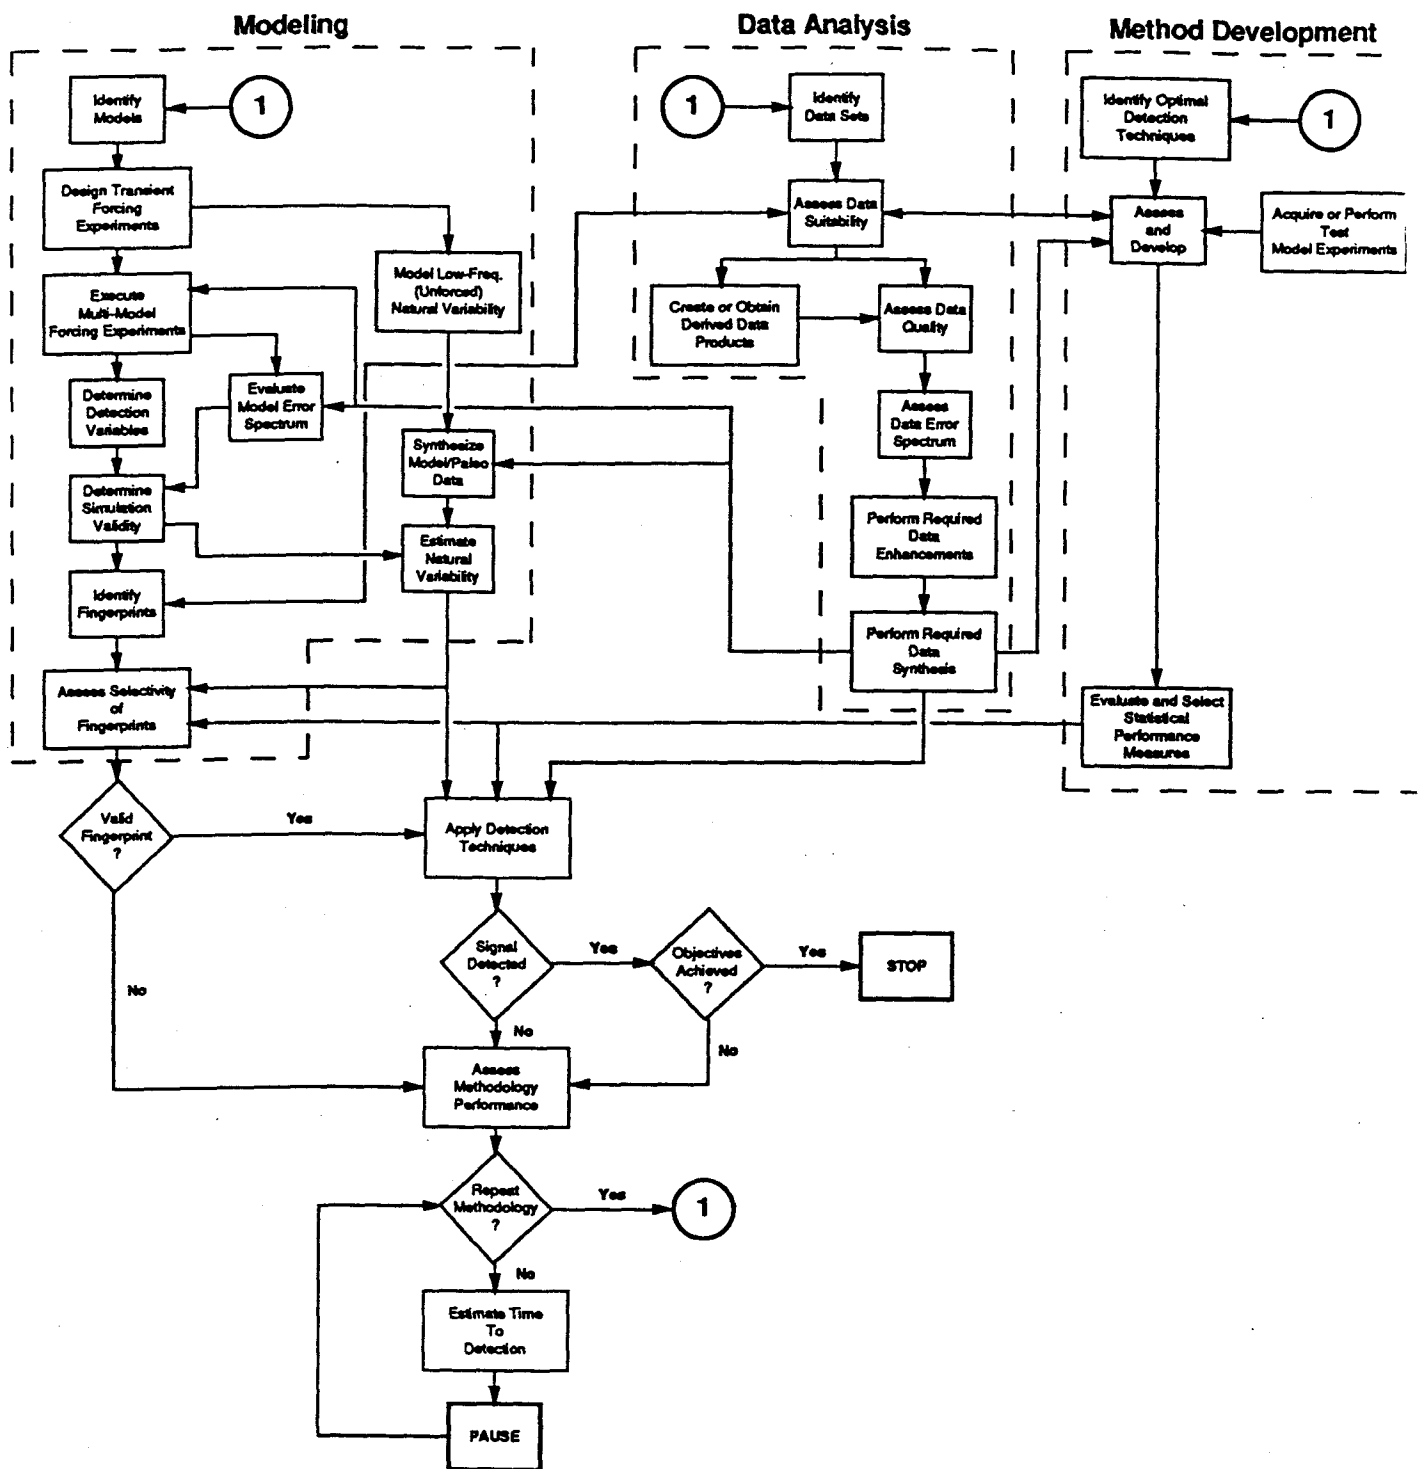 Modeling
Data Analysis
Method Development
Identify
Models
1
Design Transient
Forcing
Experiments
Execute
Multi-Model
Forcing Experiments
Model Low-Freq.
(Unforced)
Natural Variability
Determine
Detection
Variables
Evaluate
Model Error
Spectrum
Synthesize
Model/Paleo
Data
Determine
Simulation
Validity
Estimate
Natural
Variability
Identify
Fingerprints
Assess Selectivity
of
Fingerprints
1
Identify
Data Sets
Assess Data
Suitability
Create or Obtain
Derived Data
Products
Assess Data
Quality
Assess
Data Error
Spectrum
Perform Required
Data
Enhancements
Perform Required
Data
Synthesis
Identify Optimal
Detection
Techniques
1
Assess
and
Develop
Acquire or Perform
Test
Model Experiments
Evaluate and Select
Statistical
Performance
Measures
Valid
Fingerprint
?
Yes
Apply Detection
Techniques
No
Signal
Detected
?
Yes
Objectives
Achieved
?
Yes
STOP
No
No
Assess
Methodology
Performance
Repeat
Methodology
?
Yes
1
No
Estimate Time
To
Detection
PAUSE